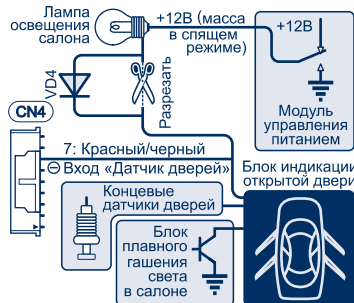 Лампа
освещения
салона
+12В (масса
в спящем
режиме)
+12В
Модуль
управления
питанием
VD4
Разрезать
CN4
7: Красный/черный
Вход «Датчик дверей»
Концевые
датчики дверей
Блок индикации
открытой двери
Блок
плавного
гашения
света
в салоне